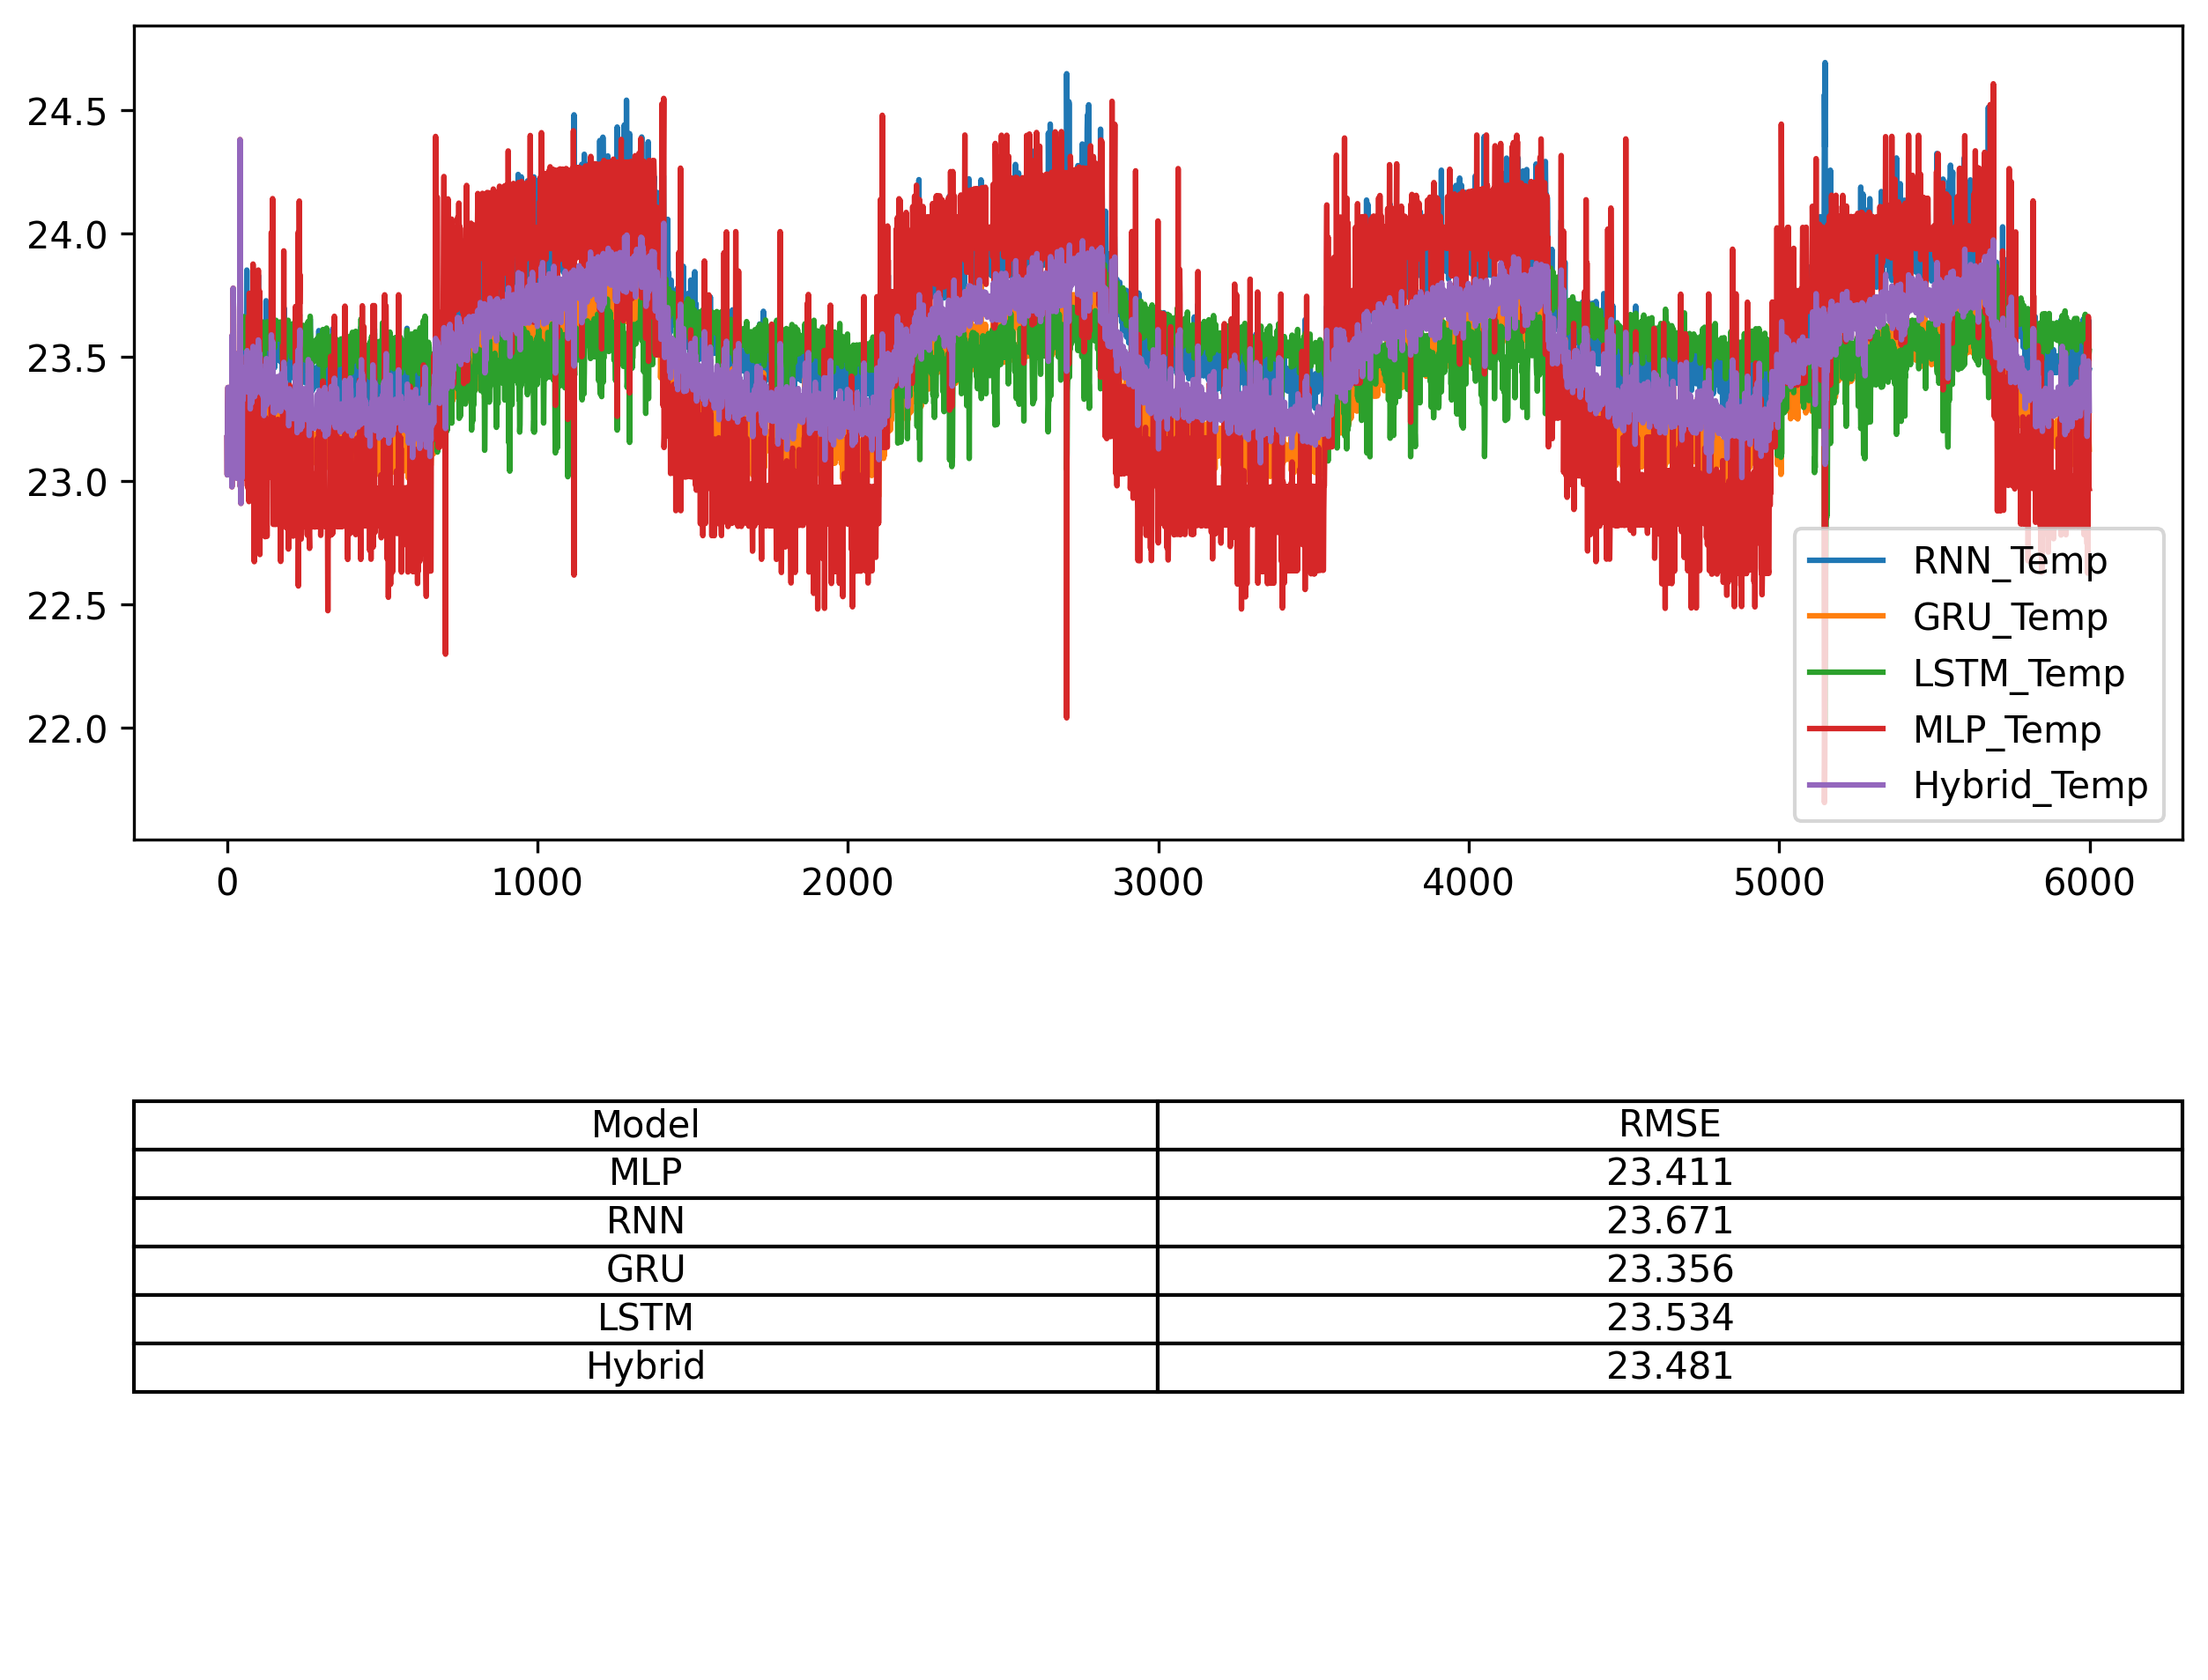 24.5
24.0
23.5
23.0
22.5
22.0
RNN_Temp
GRU_Temp
LSTM_Temp
MLP_Temp
Hybrid_Temp
0 1000 2000 3000 4000 5000 6000
Model RMSE
MLP 23.411
RNN 23.671
GRU 23.356
LSTM 23.534
Hybrid 23.481